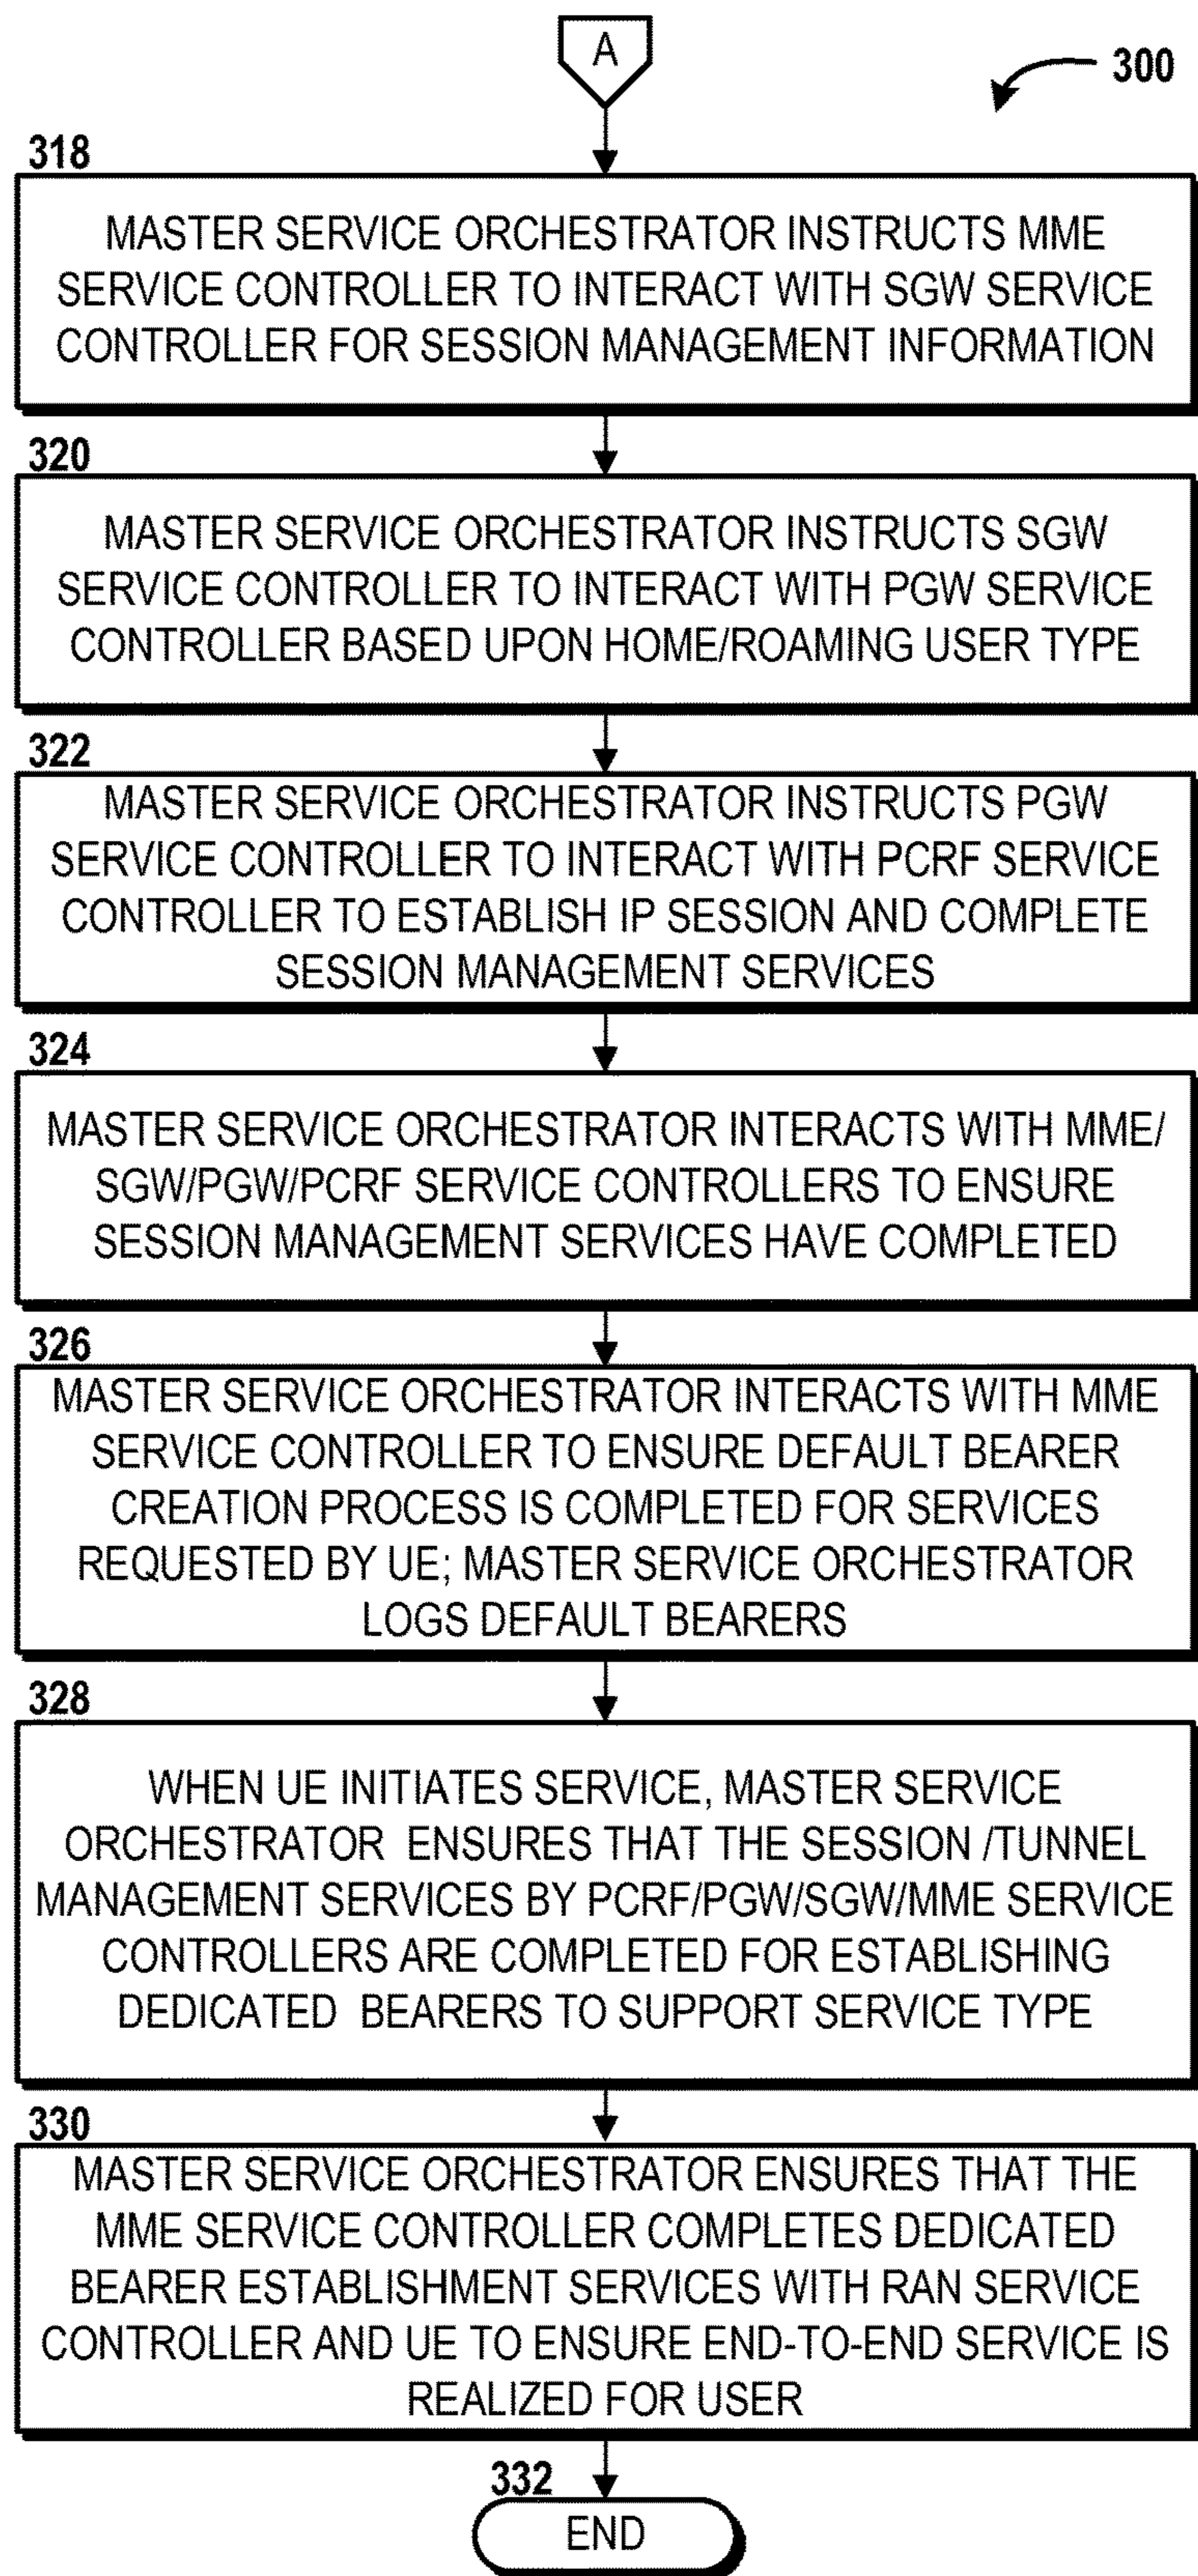 A
300
318
MASTER SERVICE ORCHESTRATOR INSTRUCTS MME
SERVICE CONTROLLER TO INTERACT WITH SGW SERVICE
CONTROLLER FOR SESSION MANAGEMENT INFORMATION
320
MASTER SERVICE ORCHESTRATOR INSTRUCTS SGW
SERVICE CONTROLLER TO INTERACT WITH PGW SERVICE
CONTROLLER BASED UPON HOME/ROAMING USER TYPE
322
MASTER SERVICE ORCHESTRATOR INSTRUCTS PGW
SERVICE CONTROLLER TO INTERACT WITH PCRF SERVICE
CONTROLLER TO ESTABLISH IP SESSION AND COMPLETE
SESSION MANAGEMENT SERVICES
324
MASTER SERVICE ORCHESTRATOR INTERACTS WITH MME/
SGW/PGW/PCRF SERVICE CONTROLLERS TO ENSURE
SESSION MANAGEMENT SERVICES HAVE COMPLETED
326
MASTER SERVICE ORCHESTRATOR INTERACTS WITH MME
SERVICE CONTROLLER TO ENSURE DEFAULT BEARER
CREATION PROCESS IS COMPLETED FOR SERVICES
REQUESTED BY UE; MASTER SERVICE ORCHESTRATOR
LOGS DEFAULT BEARERS
328
WHEN UE INITIATES SERVICE, MASTER SERVICE
ORCHESTRATOR ENSURES THAT THE SESSION /TUNNEL
MANAGEMENT SERVICES BY PCRF/PGW/SGW/MME SERVICE
CONTROLLERS ARE COMPLETED FOR ESTABLISHING
DEDICATED BEARERS TO SUPPORT SERVICE TYPE
330
MASTER SERVICE ORCHESTRATOR ENSURES THAT THE
MME SERVICE CONTROLLER COMPLETES DEDICATED
BEARER ESTABLISHMENT SERVICES WITH RAN SERVICE
CONTROLLER AND UE TO ENSURE END-TO-END SERVICE IS
REALIZED FOR USER
332
END